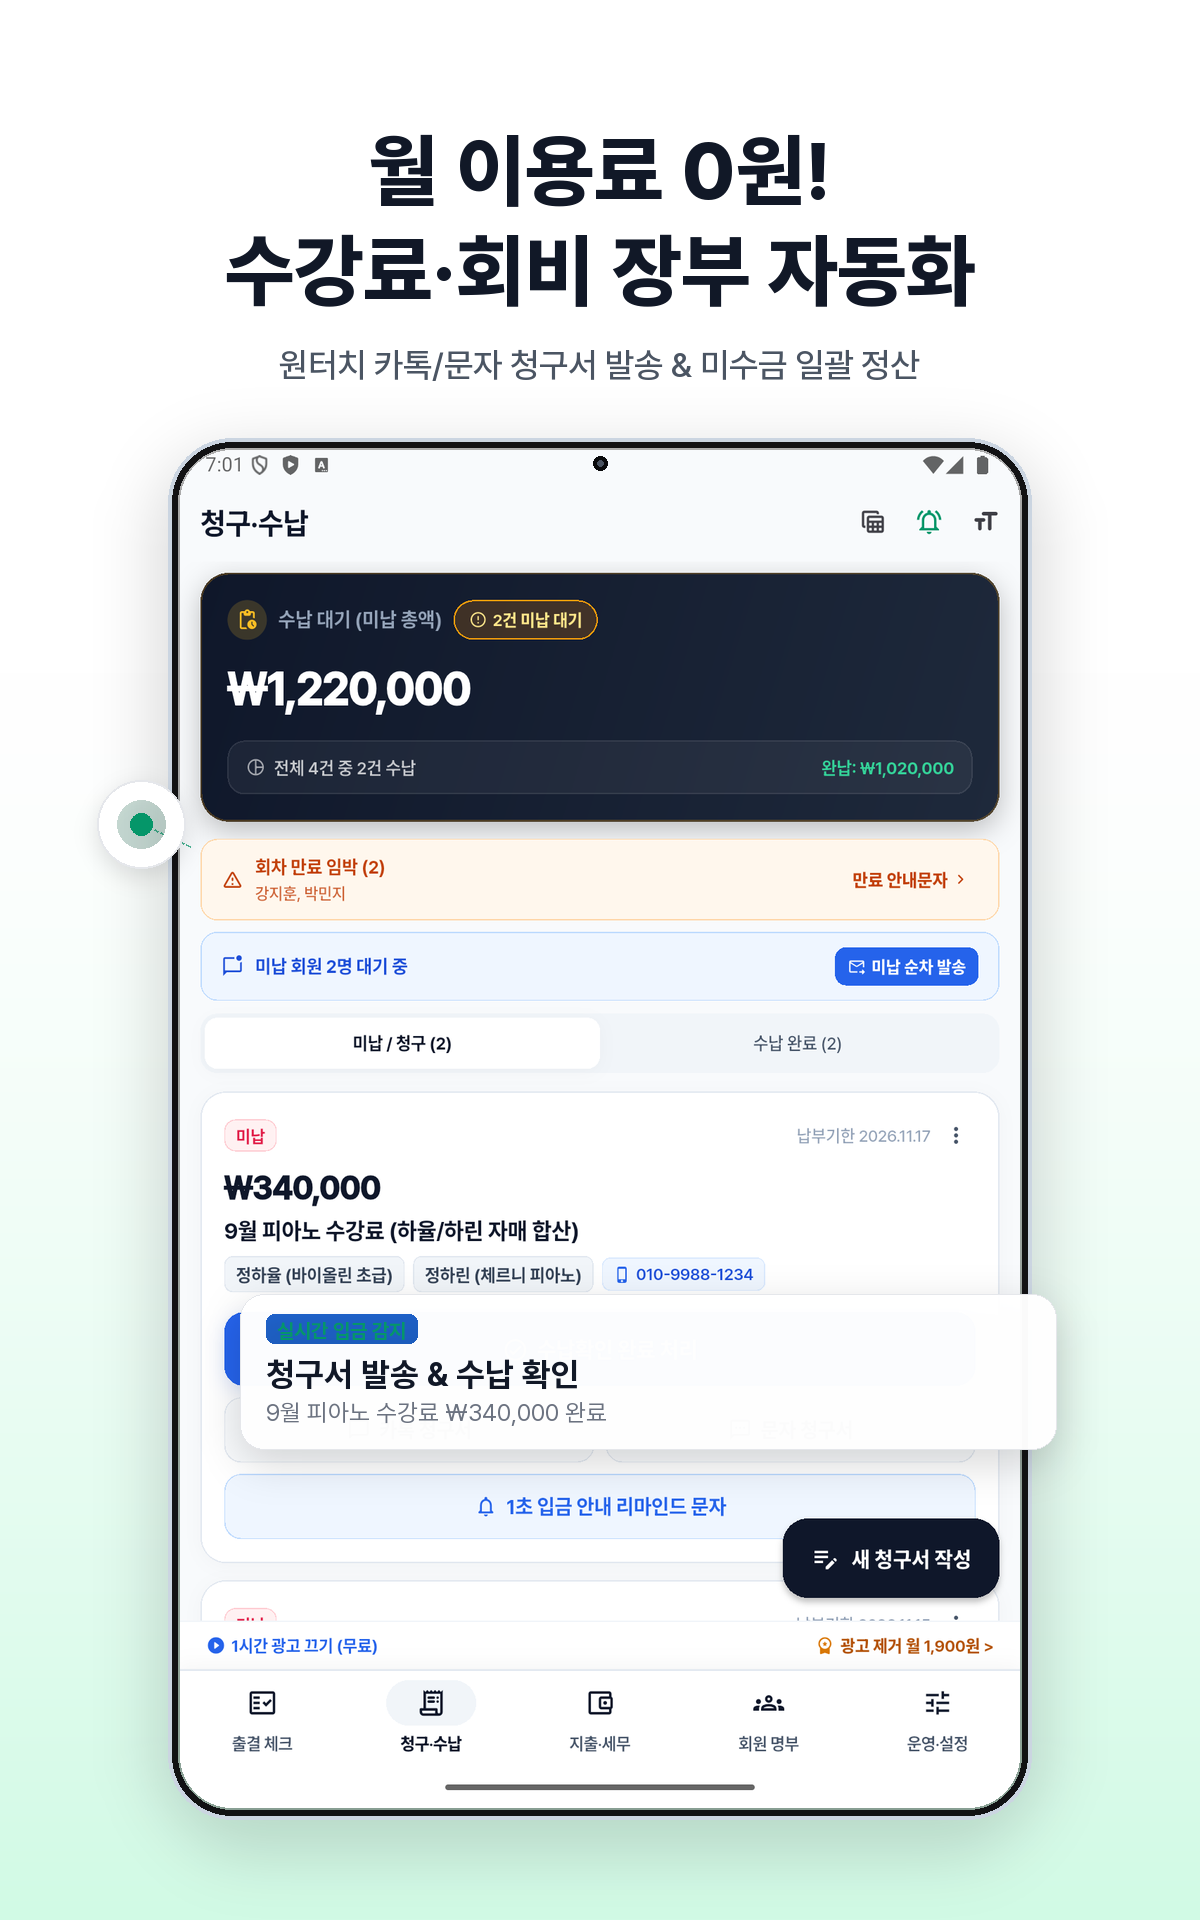 월 이용료 0원!
수강료·회비 장부 자동화
원터치 카톡/문자 청구서 발송 & 미수금 일괄 정산
7:01
청구·수납
수납 대기 (미납 총액)
2건 미납 대기
₩1,220,000
전체 4건 중 2건 수납
완납: ₩1,020,000
회차 만료 임박 (2)
강지훈, 박민지
만료 안내문자 >
미납 회원 2명 대기 중
미납 순차 발송
미납 / 청구 (2)
수납 완료 (2)
미납
납부기한 2026.11.17
₩340,000
9월 피아노 수강료 (하율/하린 자매 합산)
정하율 (바이올린 초급)
정하린 (체르니 피아노)
010-9988-1234
실시간 입금 감지
청구서 발송 & 수납 확인
9월 피아노 수강료 ₩340,000 완료
1초 입금 안내 리마인드 문자
새 청구서 작성
1시간 광고 끄기 (무료)
광고 제거 월 1,900원 >
출결 체크
청구·수납
지출·세무
회원 명부
운영·설정